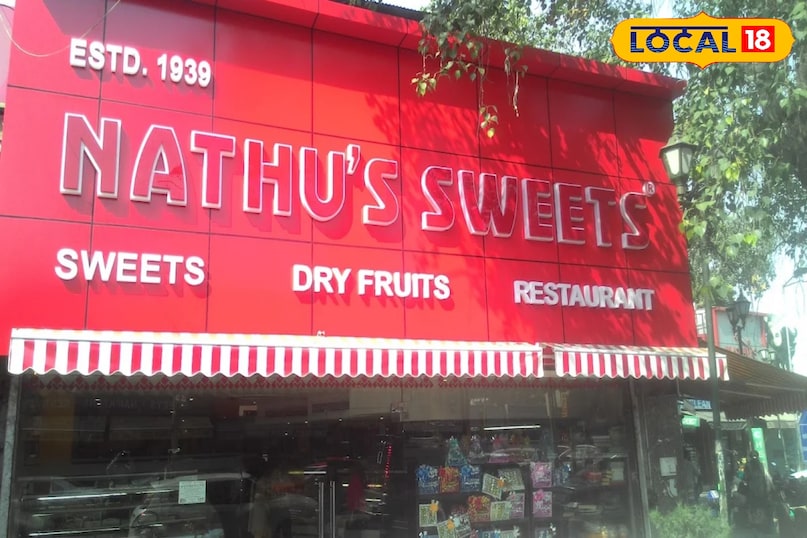 LOCAL 18
ESTD. 1939
NATHU'S SWEETS®
SWEETS DRY FRUITS RESTAURANT